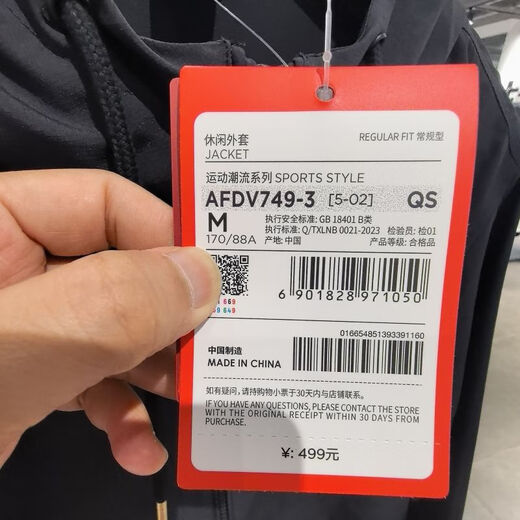 休闲外套
JACKET
REGULAR FIT 常规型
运动潮流系列 SPORTS STYLE
AFDV749-3 [5-02] QS
M
170/88A
执行安全标准: GB 18401 B类
执行标准: Q/TXLNB 0021-2023 检验员: 检01
产地: 中国 产品等级: 合格品
669
649
6 901828 971050
016654851393391160
中国制造
MADE IN CHINA
如有疑问，请持购物小票于30天内与店铺联系。
IF YOU HAVE ANY QUESTIONS, PLEASE CONTACT THE STORE
WITH THE ORIGINAL RECEIPT WITHIN 30 DAYS FROM
PURCHASE.
¥: 499元